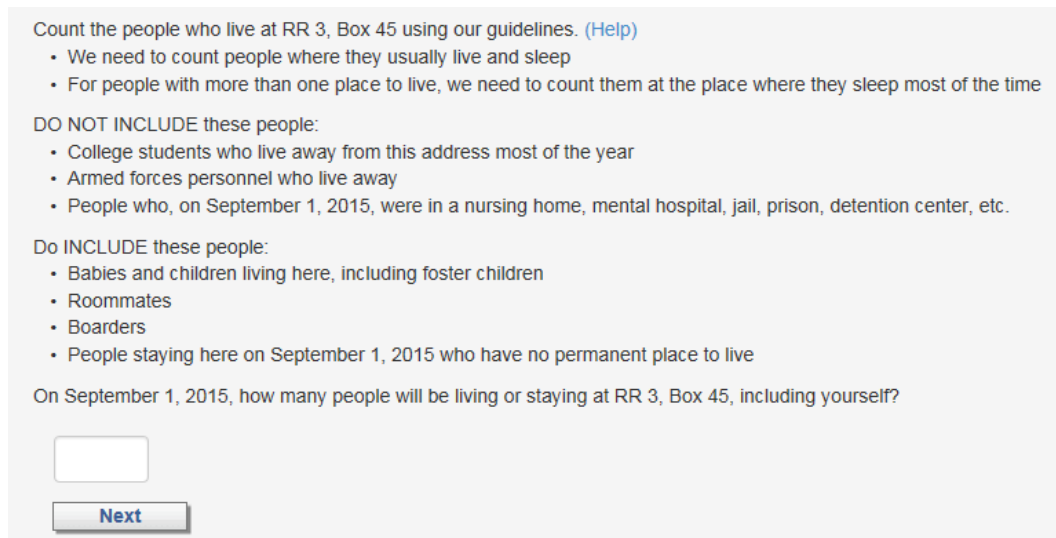 Count the people who live at RR 3, Box 45 using our guidelines. (Help)
• We need to count people where they usually live and sleep
• For people with more than one place to live, we need to count them at the place where they sleep most of the time
DO NOT INCLUDE these people:
• College students who live away from this address most of the year
• Armed forces personnel who live away
• People who, on September 1, 2015, were in a nursing home, mental hospital, jail, prison, detention center, etc.
Do INCLUDE these people:
• Babies and children living here, including foster children
• Roommates
• Boarders
• People staying here on September 1, 2015 who have no permanent place to live
On September 1, 2015, how many people will be living or staying at RR 3, Box 45, including yourself?
Next